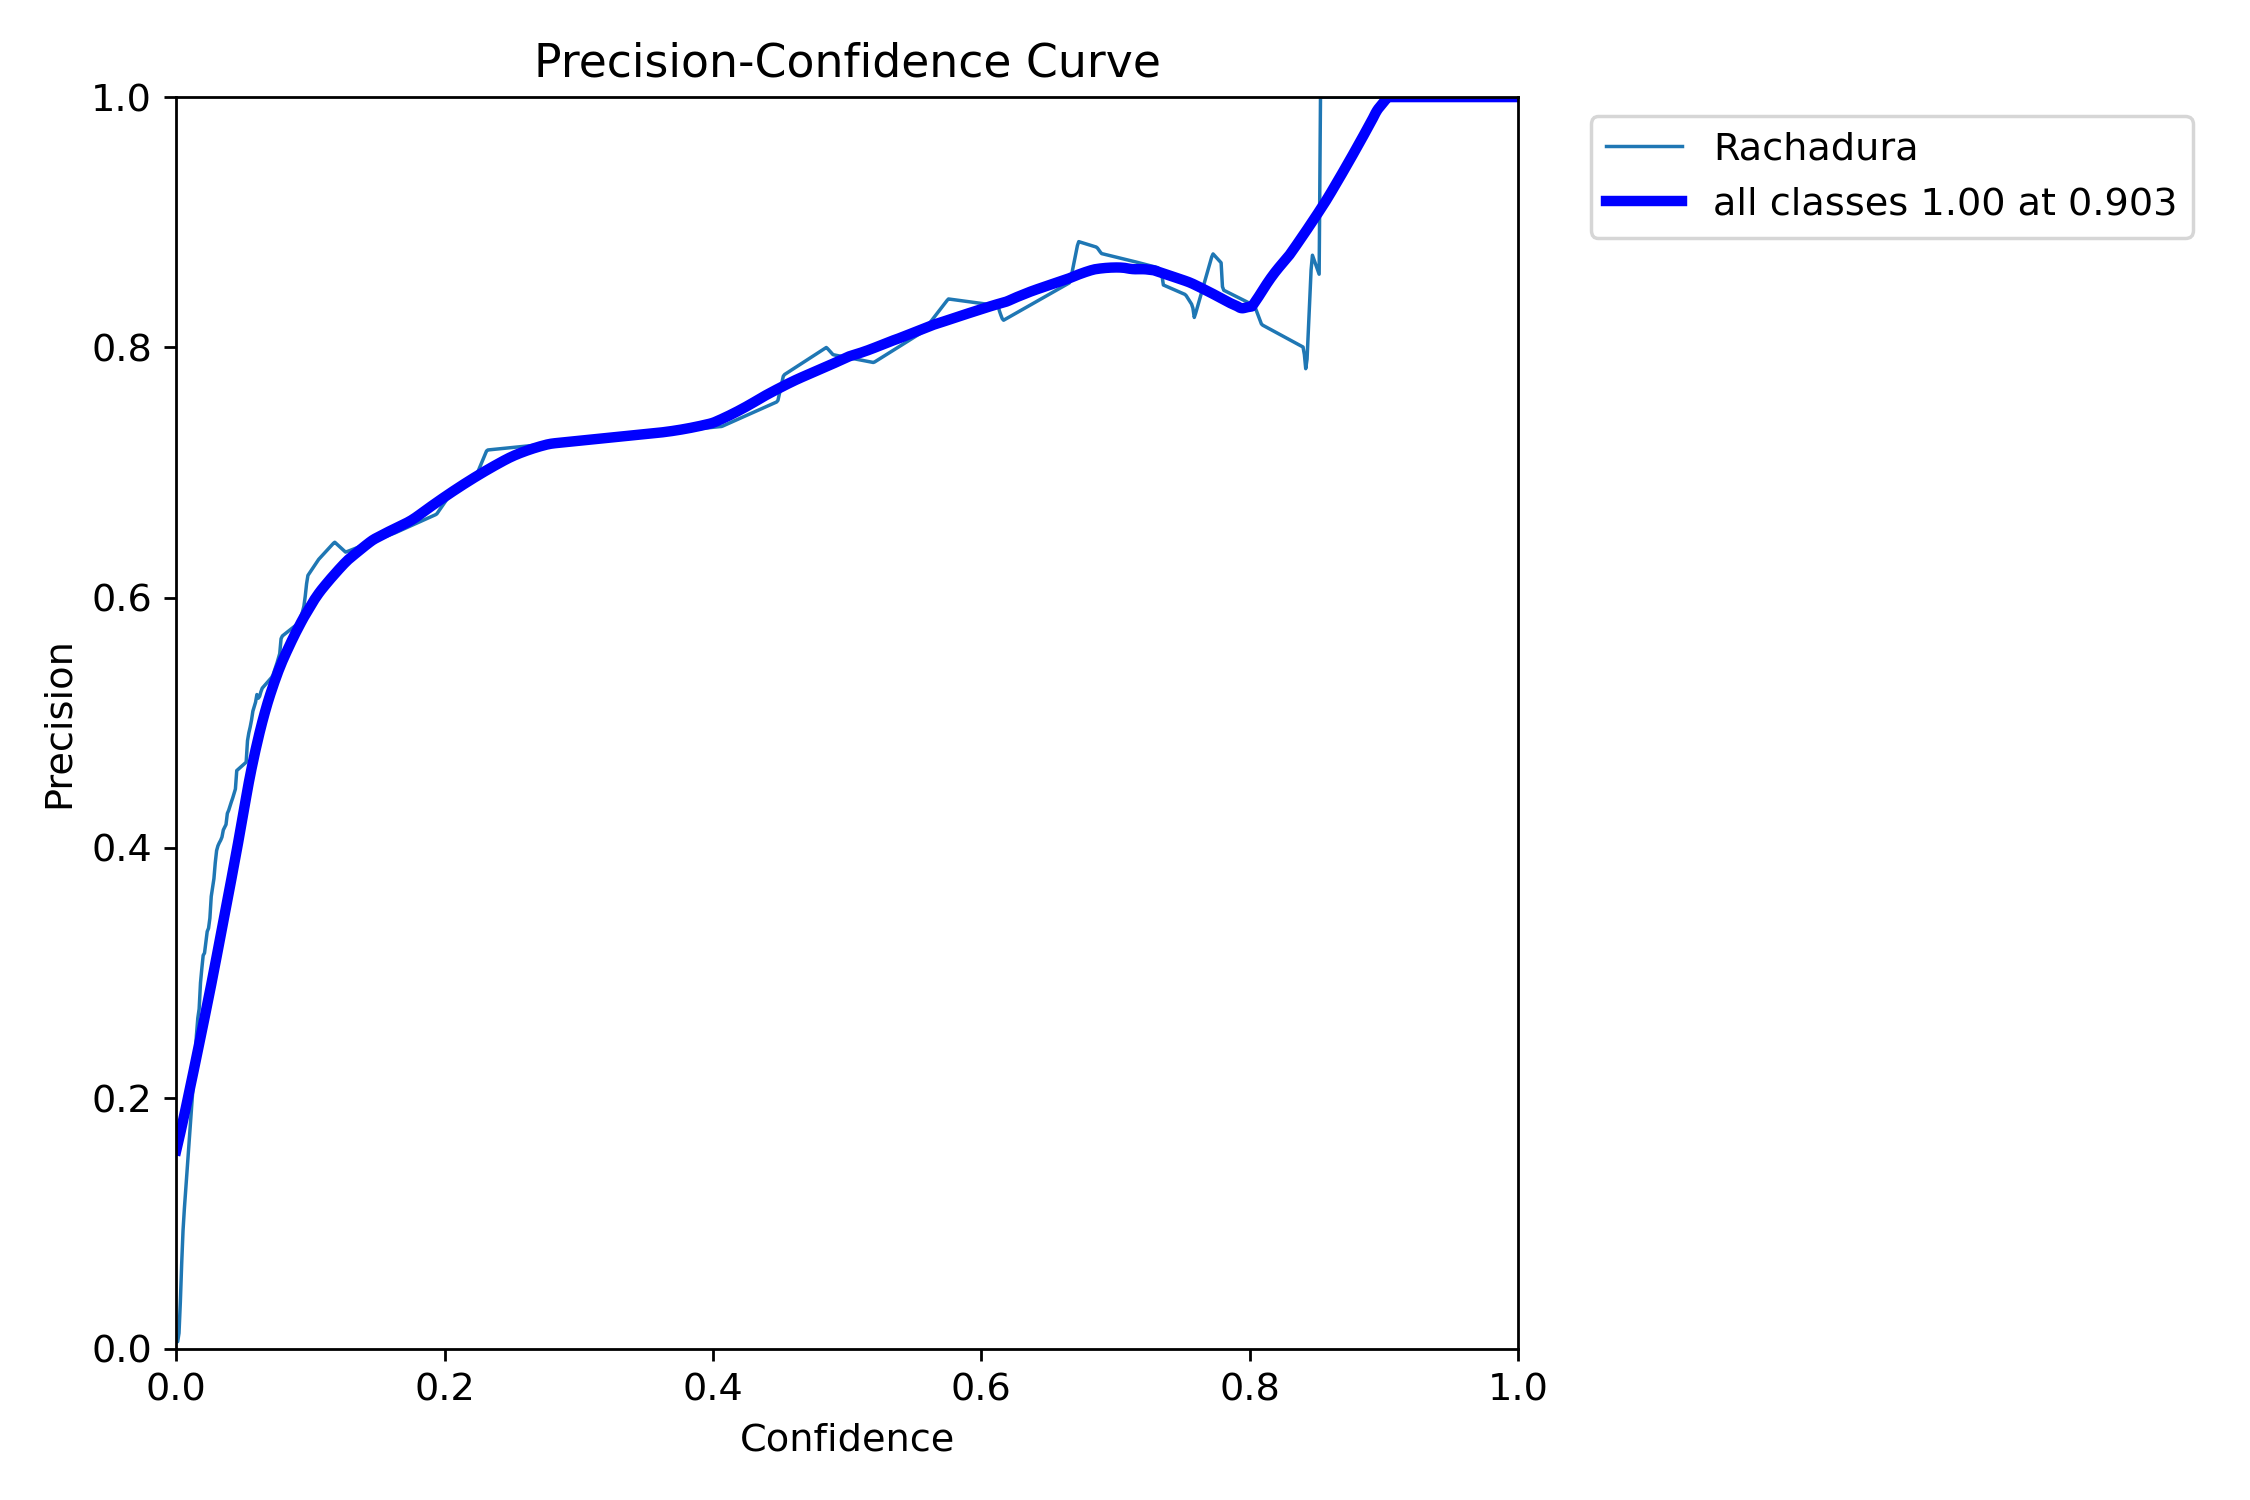 Precision-Confidence Curve
Rachadura
all classes 1.00 at 0.903
Precision
1.0
0.8
0.6
0.4
0.2
0.0
0.0 0.2 0.4 0.6 0.8 1.0
Confidence